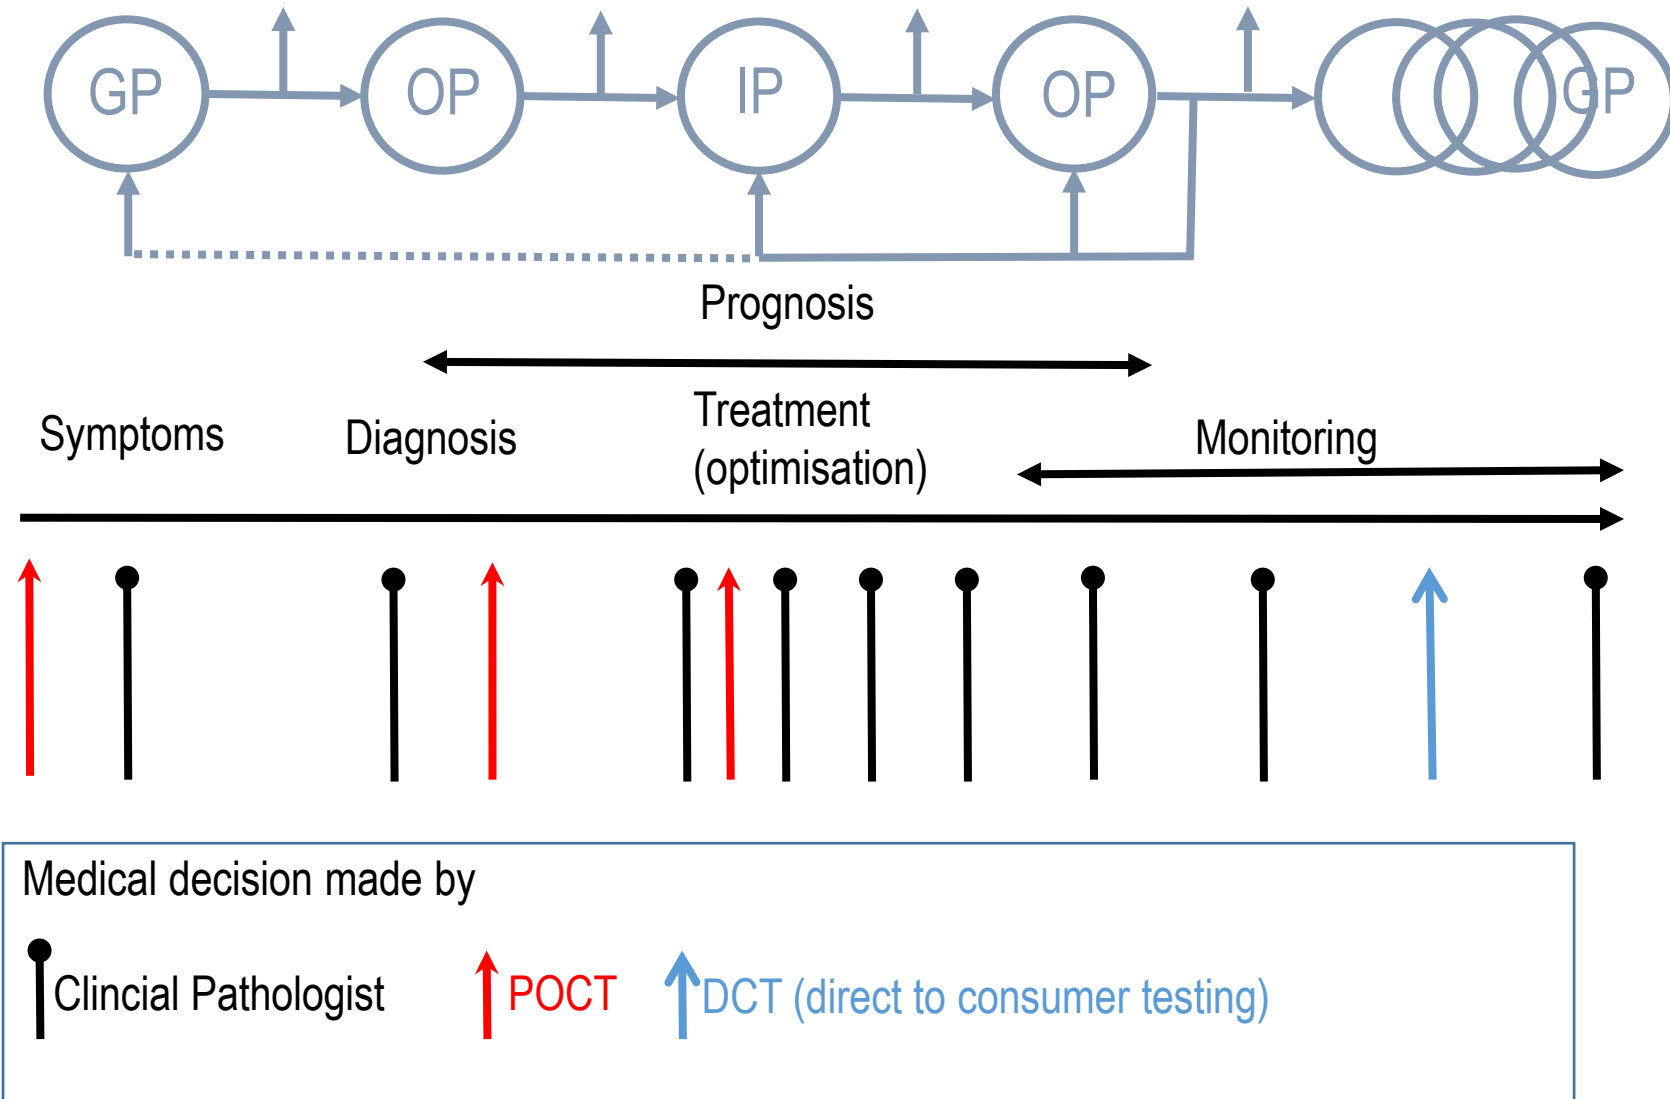 GP
OP
IP
OP
GP
Prognosis
Symptoms
Diagnosis
Treatment
(optimisation)
Monitoring
Medical decision made by
Clincial Pathologist
POCT
DCT (direct to consumer testing)